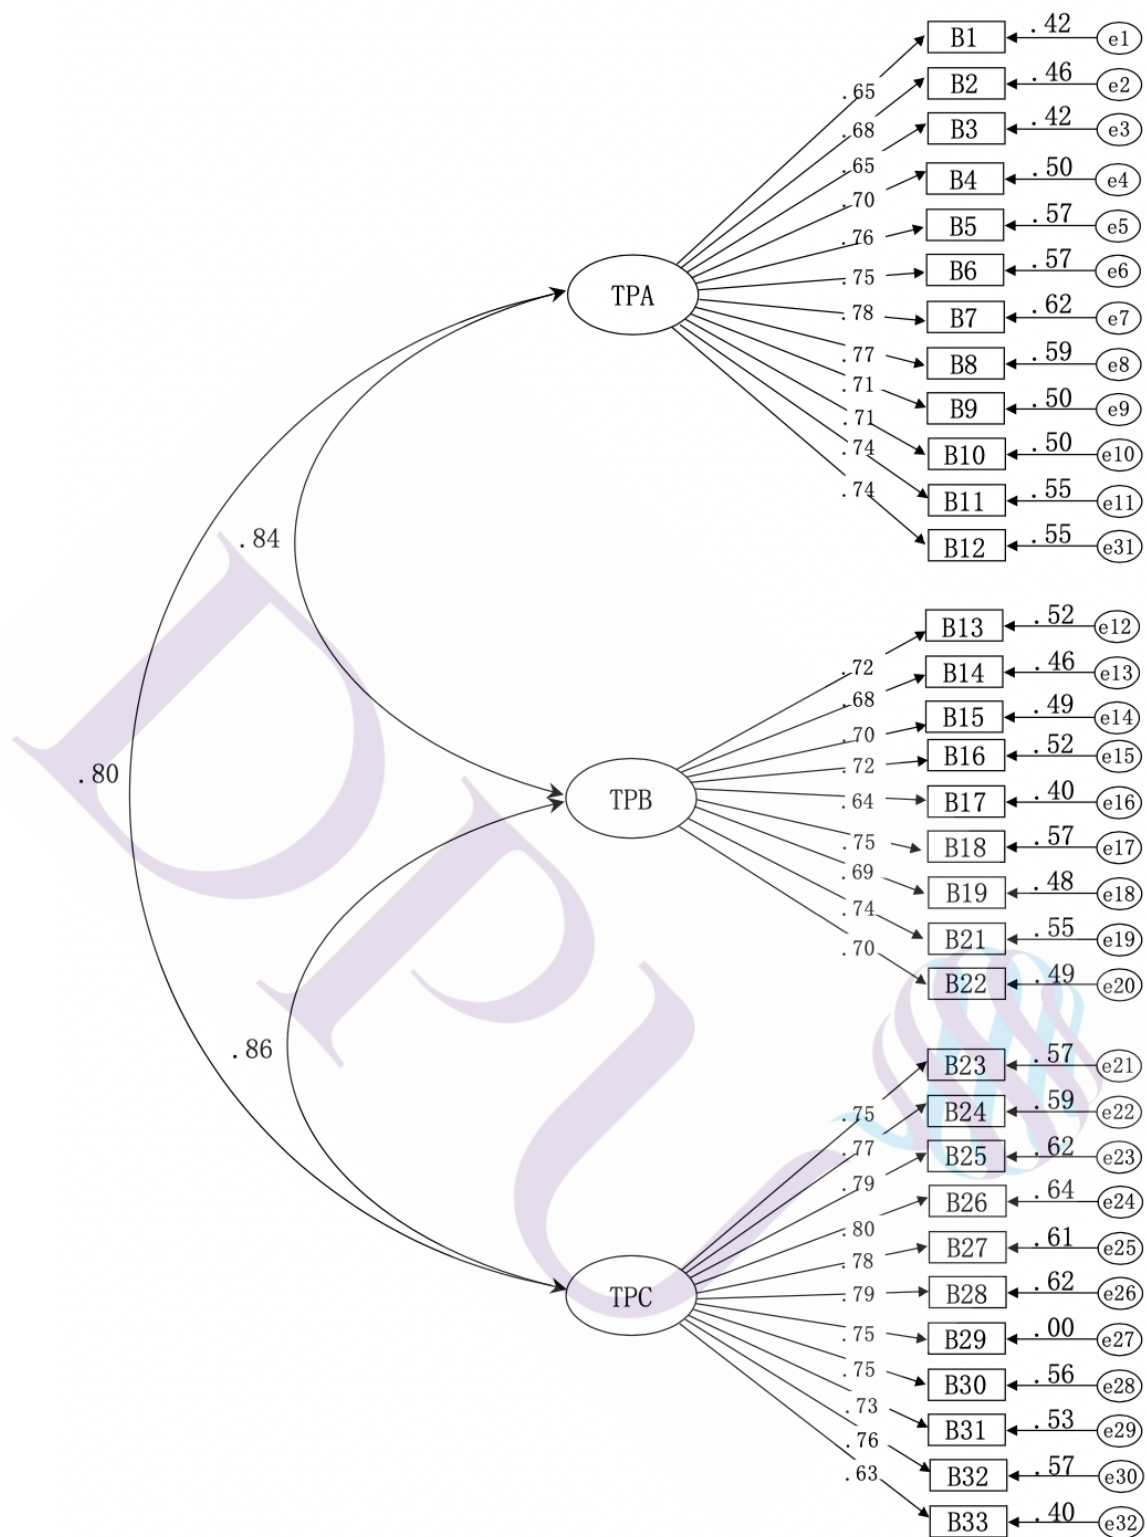 B1 .42 e1
.65
B2 .46 e2
.68
B3 .42 e3
.65
B4 .50 e4
.70
B5 .57 e5
.76
B6 .57 e6
.75
TPA
B7 .62 e7
.78
B8 .59 e8
.77
B9 .50 e9
.71
B10 .50 e10
.71
B11 .55 e11
.74
B12 .55 e31
.74
.84
B13 .52 e12
.72
B14 .46 e13
.68
B15 .49 e14
.70
B16 .52 e15
.72
.80
TPB
B17 .40 e16
.64
B18 .57 e17
.75
B19 .48 e18
.69
B21 .55 e19
.74
B22 .49 e20
.70
.86
B23 .57 e21
.75
B24 .59 e22
.77
B25 .62 e23
.79
B26 .64 e24
.80
B27 .61 e25
.78
B28 .62 e26
.79
TPC
B29 .00 e27
.75
B30 .56 e28
.75
B31 .53 e29
.73
B32 .57 e30
.76
B33 .40 e32
.63
DPU